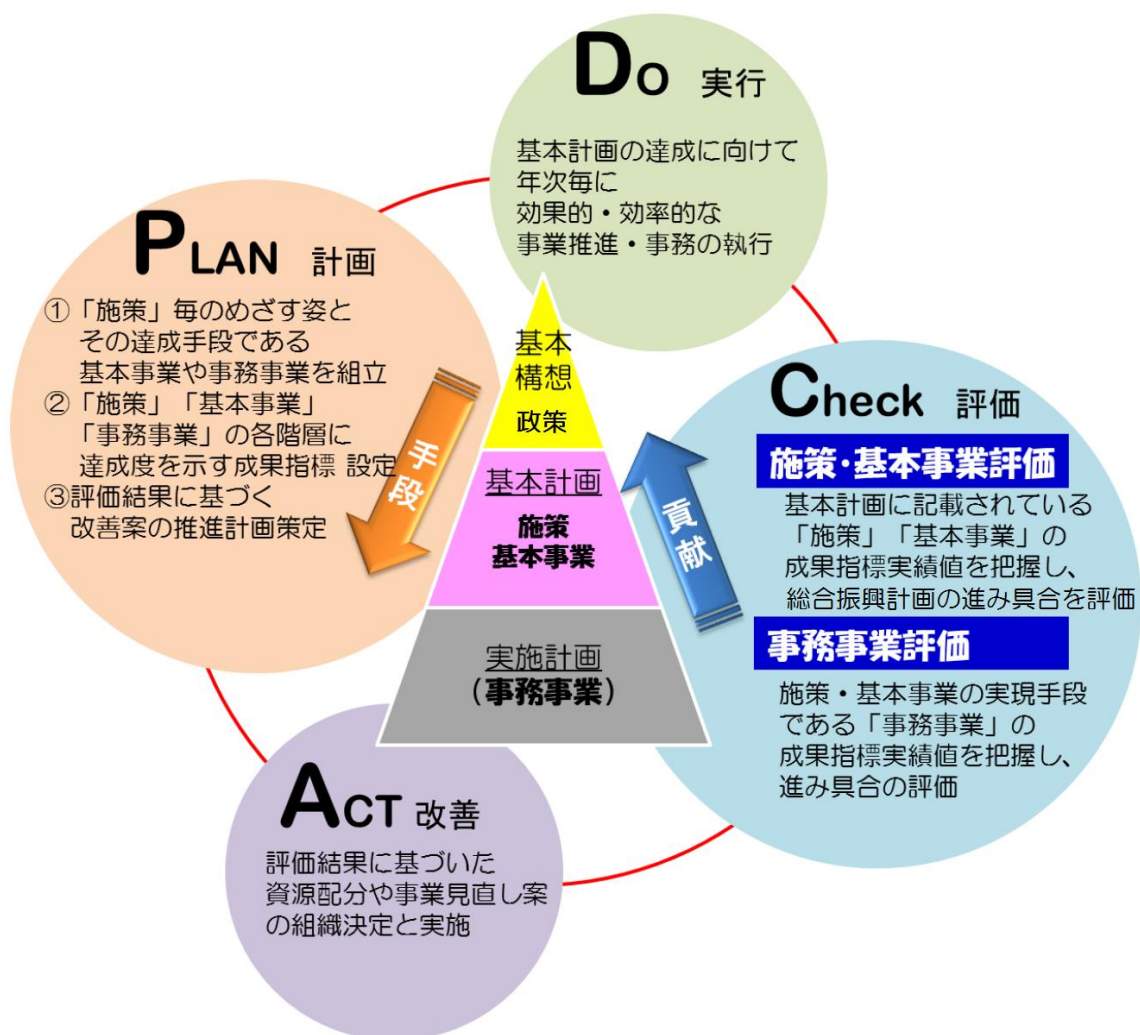 Do 実行
基本計画の達成に向けて
年次毎に
効果的・効率的な
事業推進・事務の執行
PLAN 計画
①「施策」毎のめざす姿と
その達成手段である
基本事業や事務事業を組立
②「施策」「基本事業」
「事務事業」の各階層に
達成度を示す成果指標 設定
③評価結果に基づく
改善案の推進計画策定
手段
基本
構想
政策
基本計画
施策
基本事業
実施計画
(事務事業)
貢献
Check 評価
施策・基本事業評価
基本計画に記載されている
「施策」「基本事業」の
成果指標実績値を把握し、
総合振興計画の進み具合を評価
事務事業評価
施策・基本事業の実現手段
である「事務事業」の
成果指標実績値を把握し、
進み具合の評価
ACT 改善
評価結果に基づいた
資源配分や事業見直し案
の組織決定と実施